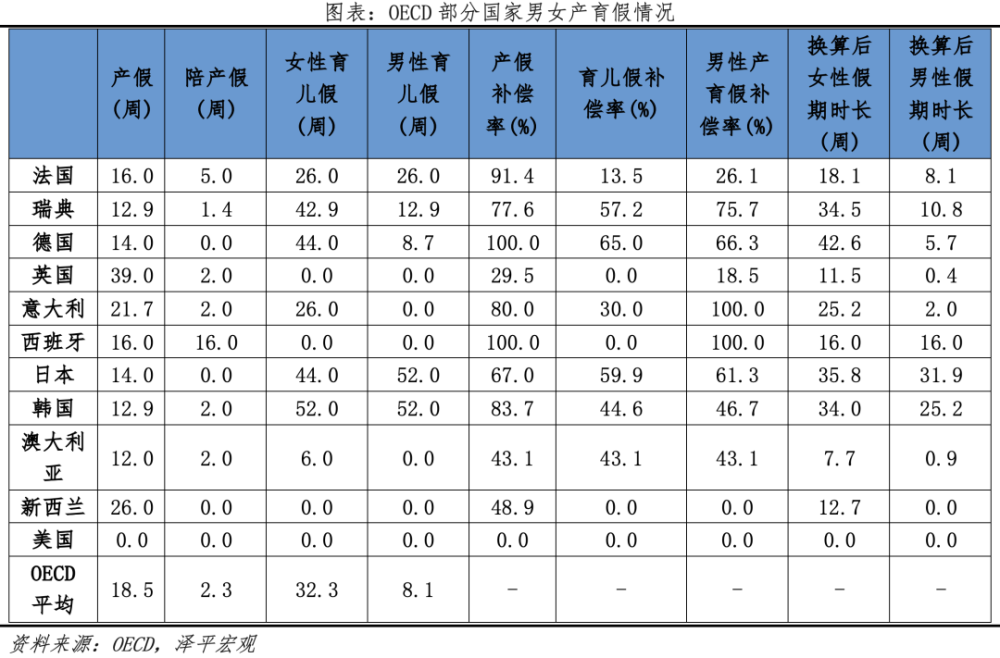 图表：OECD 部分国家男女产育假情况
产假(周) 陪产假(周) 女性育儿假(周) 男性育儿假(周) 产假补偿率(%) 育儿假补偿率(%) 男性产育假补偿率(%) 换算后女性假期时长(周) 换算后男性假期时长(周)
法国 16.0 5.0 26.0 26.0 91.4 13.5 26.1 18.1 8.1
瑞典 12.9 1.4 42.9 12.9 77.6 57.2 75.7 34.5 10.8
德国 14.0 0.0 44.0 8.7 100.0 65.0 66.3 42.6 5.7
英国 39.0 2.0 0.0 0.0 29.5 0.0 18.5 11.5 0.4
意大利 21.7 2.0 26.0 0.0 80.0 30.0 100.0 25.2 2.0
西班牙 16.0 16.0 0.0 0.0 100.0 0.0 100.0 16.0 16.0
日本 14.0 0.0 44.0 52.0 67.0 59.9 61.3 35.8 31.9
韩国 12.9 2.0 52.0 52.0 83.7 44.6 46.7 34.0 25.2
澳大利亚 12.0 2.0 6.0 0.0 43.1 43.1 43.1 7.7 0.9
新西兰 26.0 0.0 0.0 0.0 48.9 0.0 0.0 12.7 0.0
美国 0.0 0.0 0.0 0.0 0.0 0.0 0.0 0.0 0.0
OECD平均 18.5 2.3 32.3 8.1 – – – – –
资料来源：OECD，泽平宏观